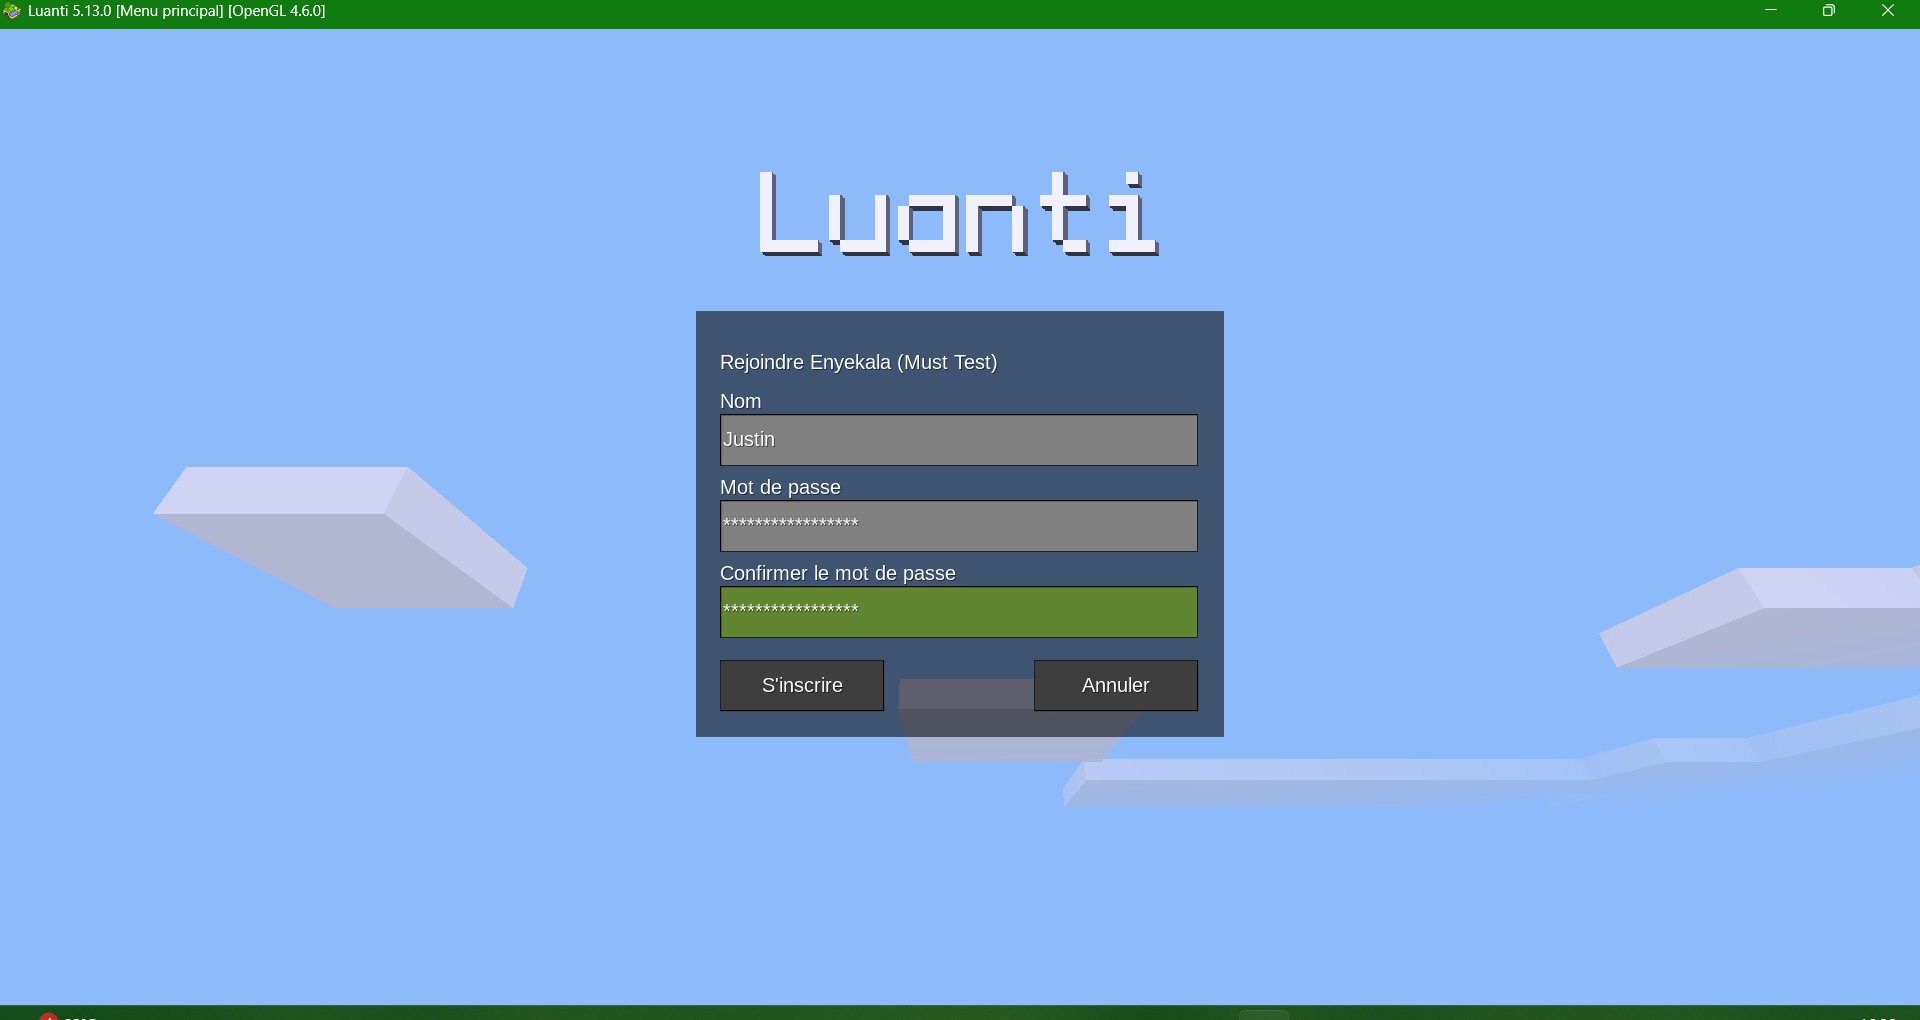 Luanti 5.13.0 [Menu principal] [OpenGL 4.6.0]
Luanti
Rejoindre Enyekala (Must Test)
Nom
Justin
Mot de passe
*****************
Confirmer le mot de passe
*****************
S'inscrire
Annuler